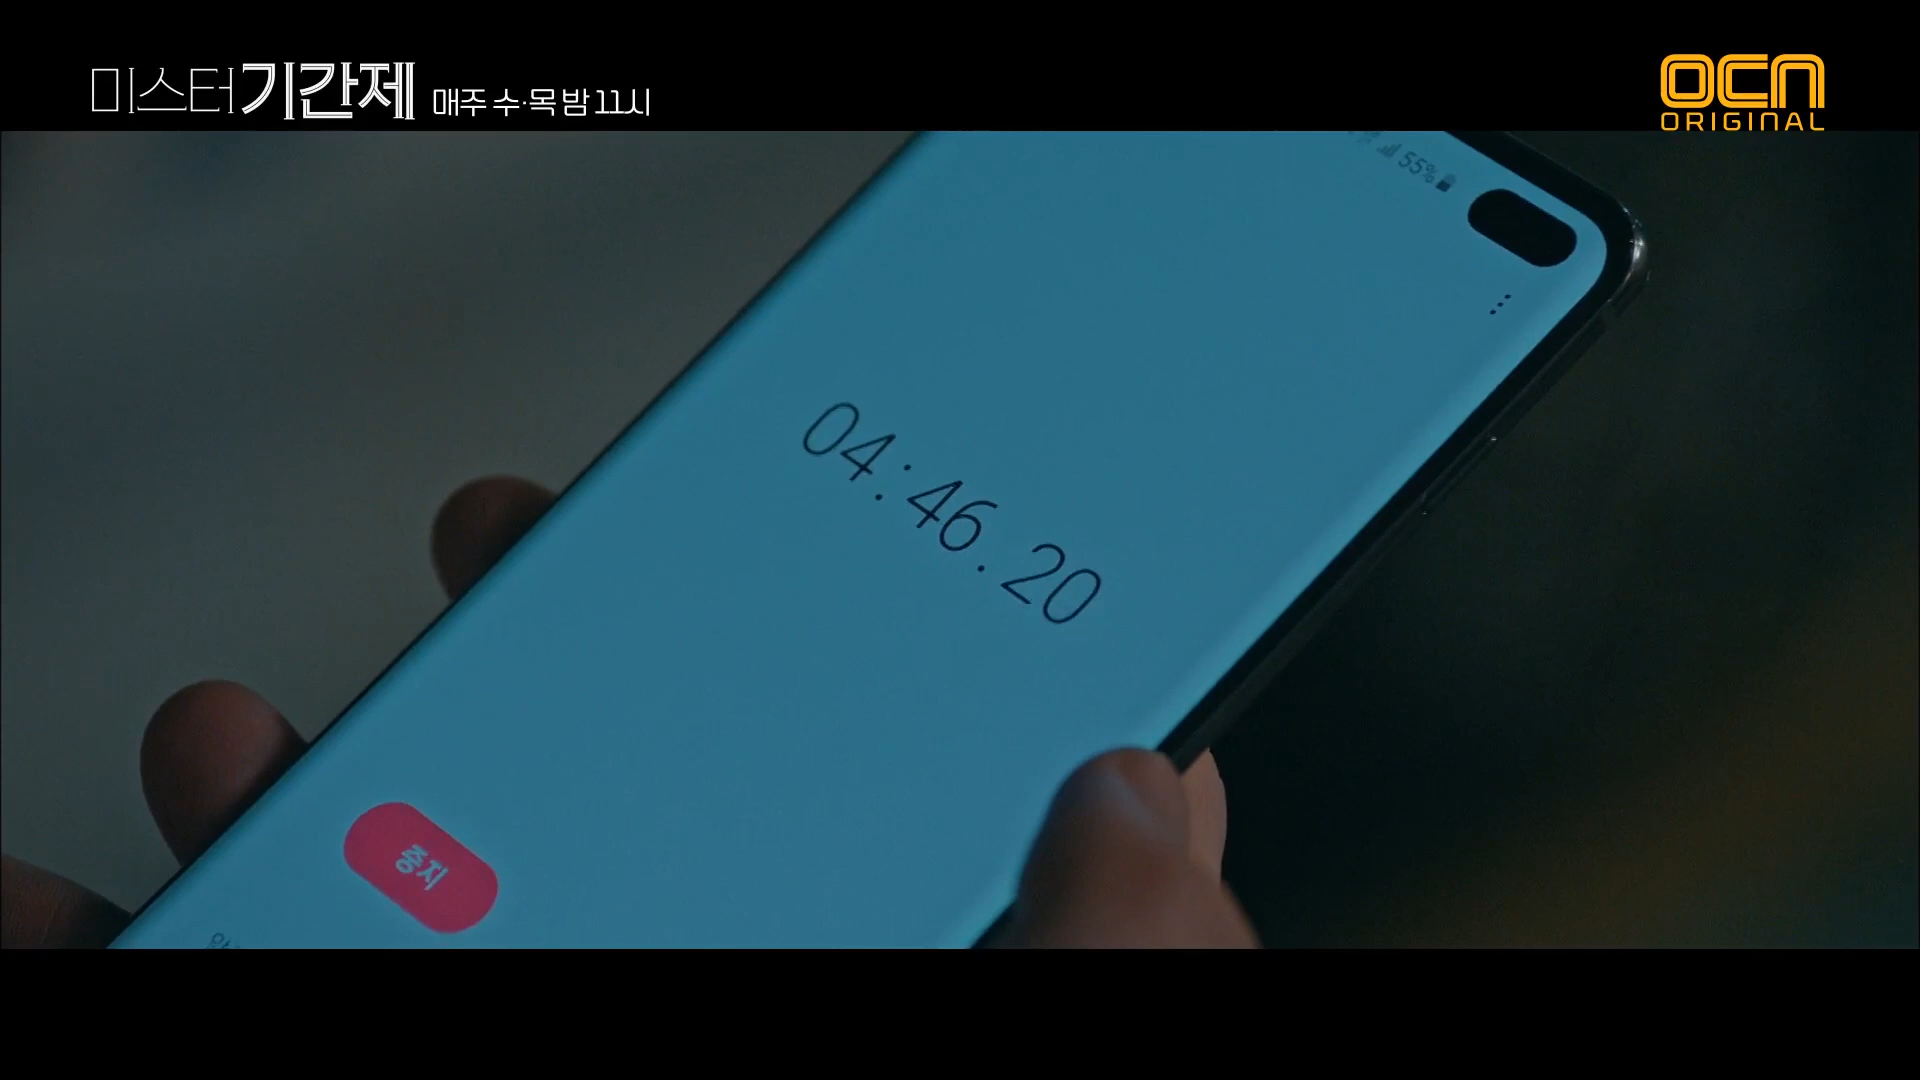 미스터기간제 매주 수·목 밤 11시
OCN
ORIGINAL
55%
04:46.20
중지